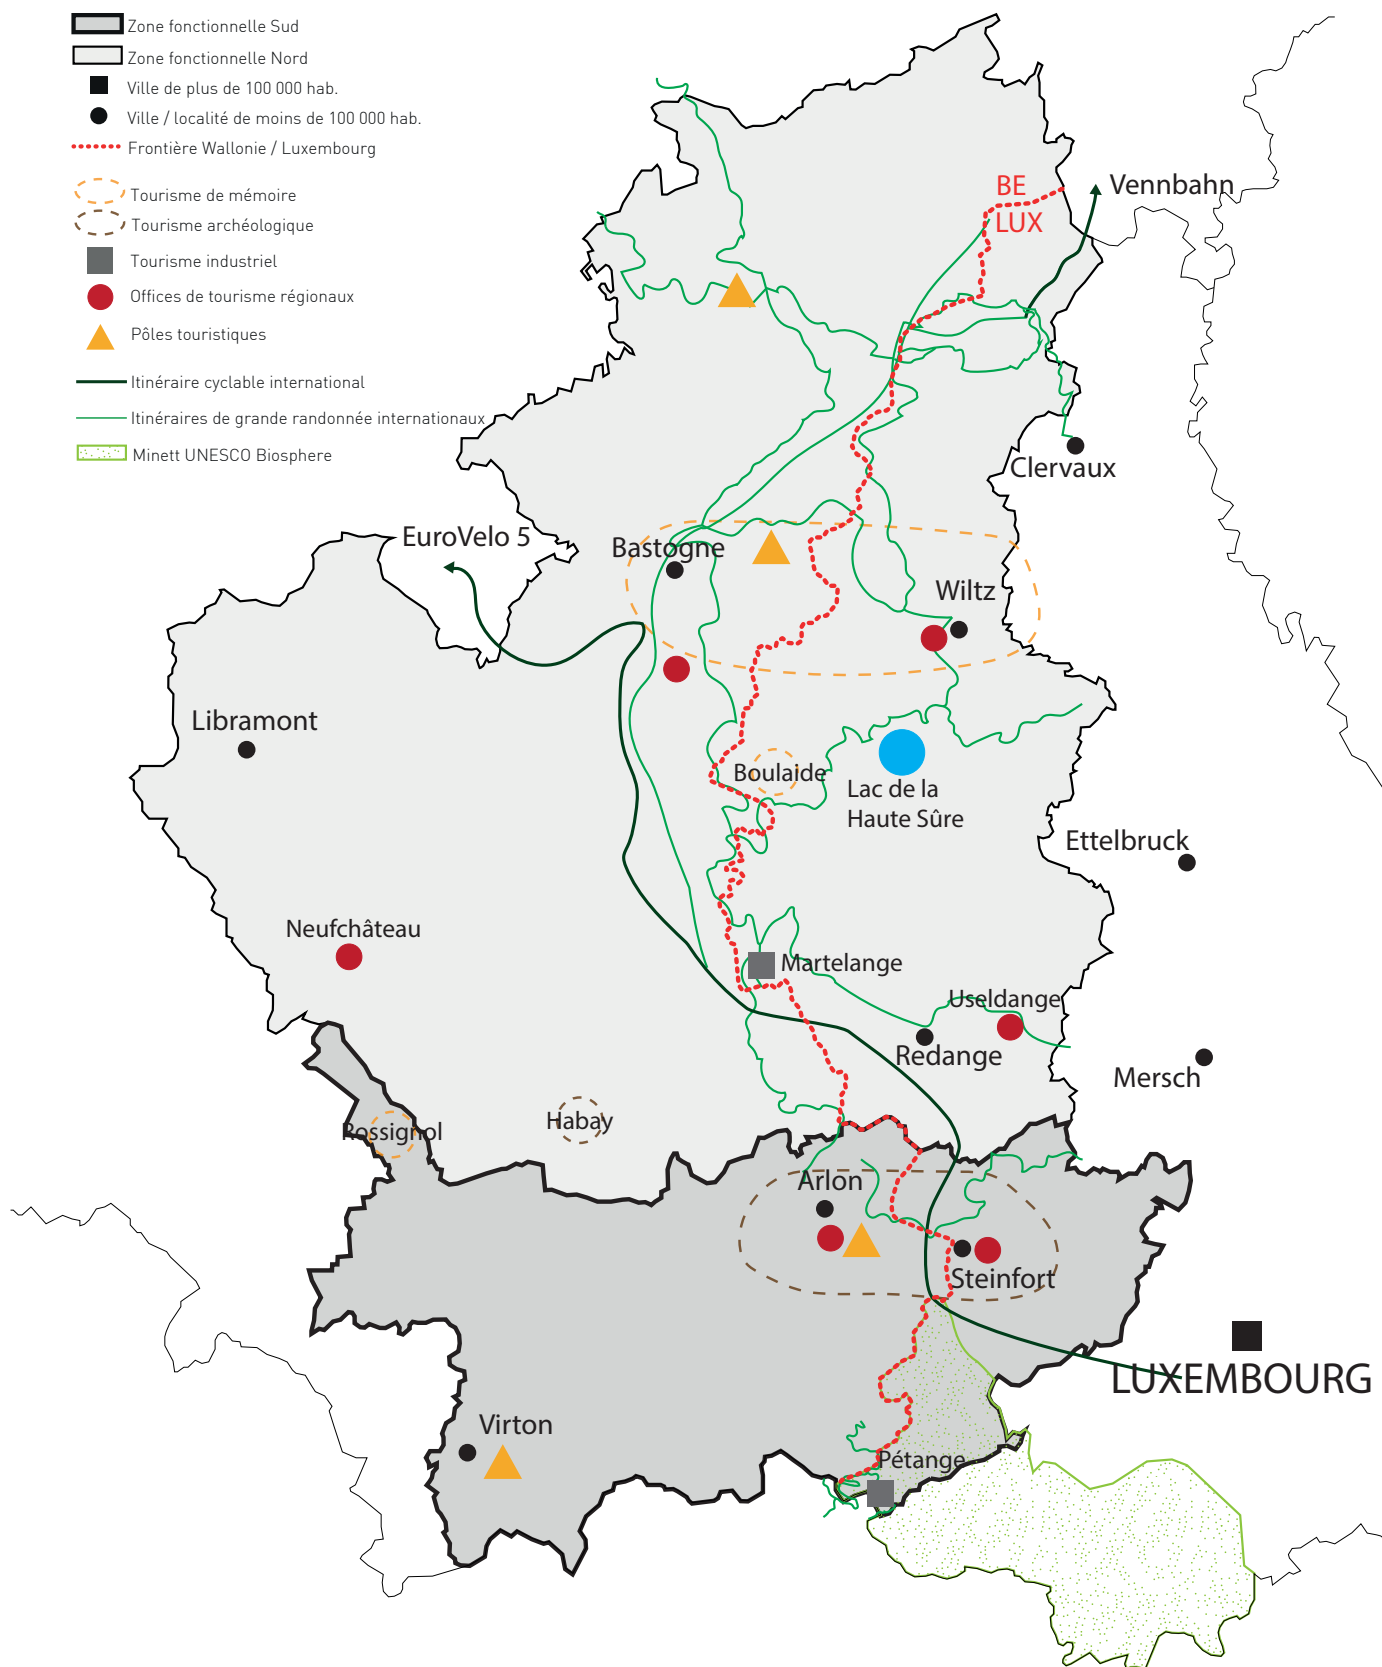 Zone fonctionnelle Sud
Zone fonctionnelle Nord
Ville de plus de 100 000 hab.
Ville / localité de moins de 100 000 hab.
Frontière Wallonie / Luxembourg
Tourisme de mémoire
Tourisme archéologique
Tourisme industriel
Offices de tourisme régionaux
Pôles touristiques
Itinéraire cyclable international
Itinéraires de grande randonnée internationaux
Minett UNESCO Biosphere
BE
LUX
Vennbahn
Clervaux
EuroVelo 5
Bastogne
Wiltz
Libramont
Boulaide
Lac de la
Haute Sûre
Ettelbruck
Neufchâteau
Martelange
Useldange
Redange
Mersch
Rossignol
Habay
Arlon
Steinfort
LUXEMBOURG
Virton
Pétange